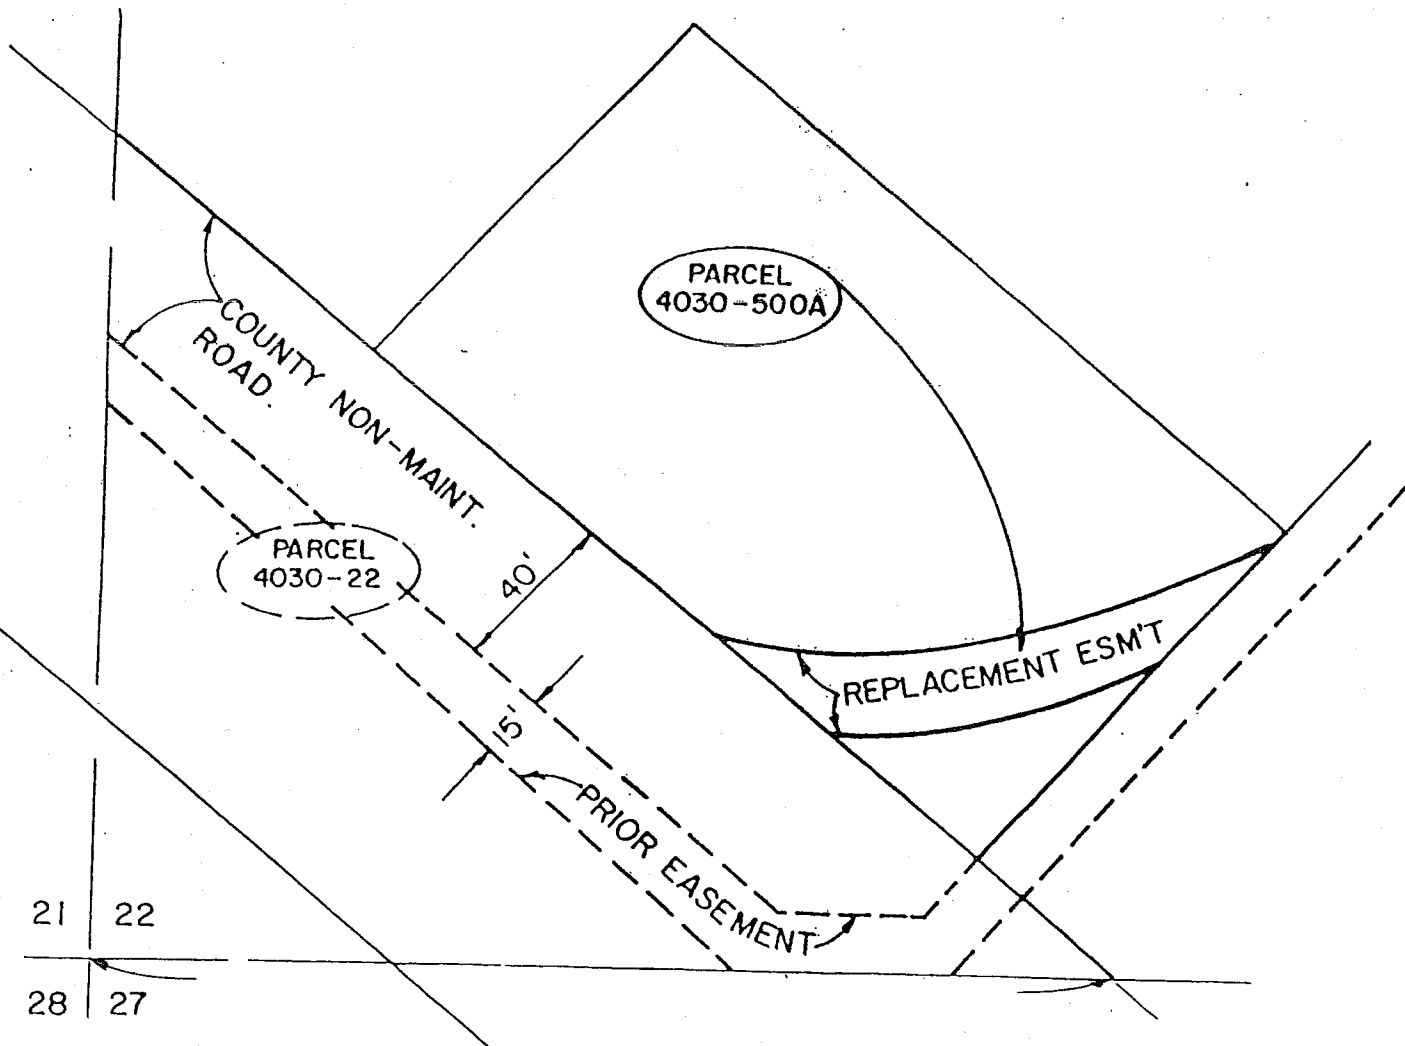 PARCEL
4030-500A
COUNTY NON-MAINT.
ROAD.
PARCEL
4030-22
40'
15'
REPLACEMENT ESM'T
PRIOR EASEMENT
21 22
28 27